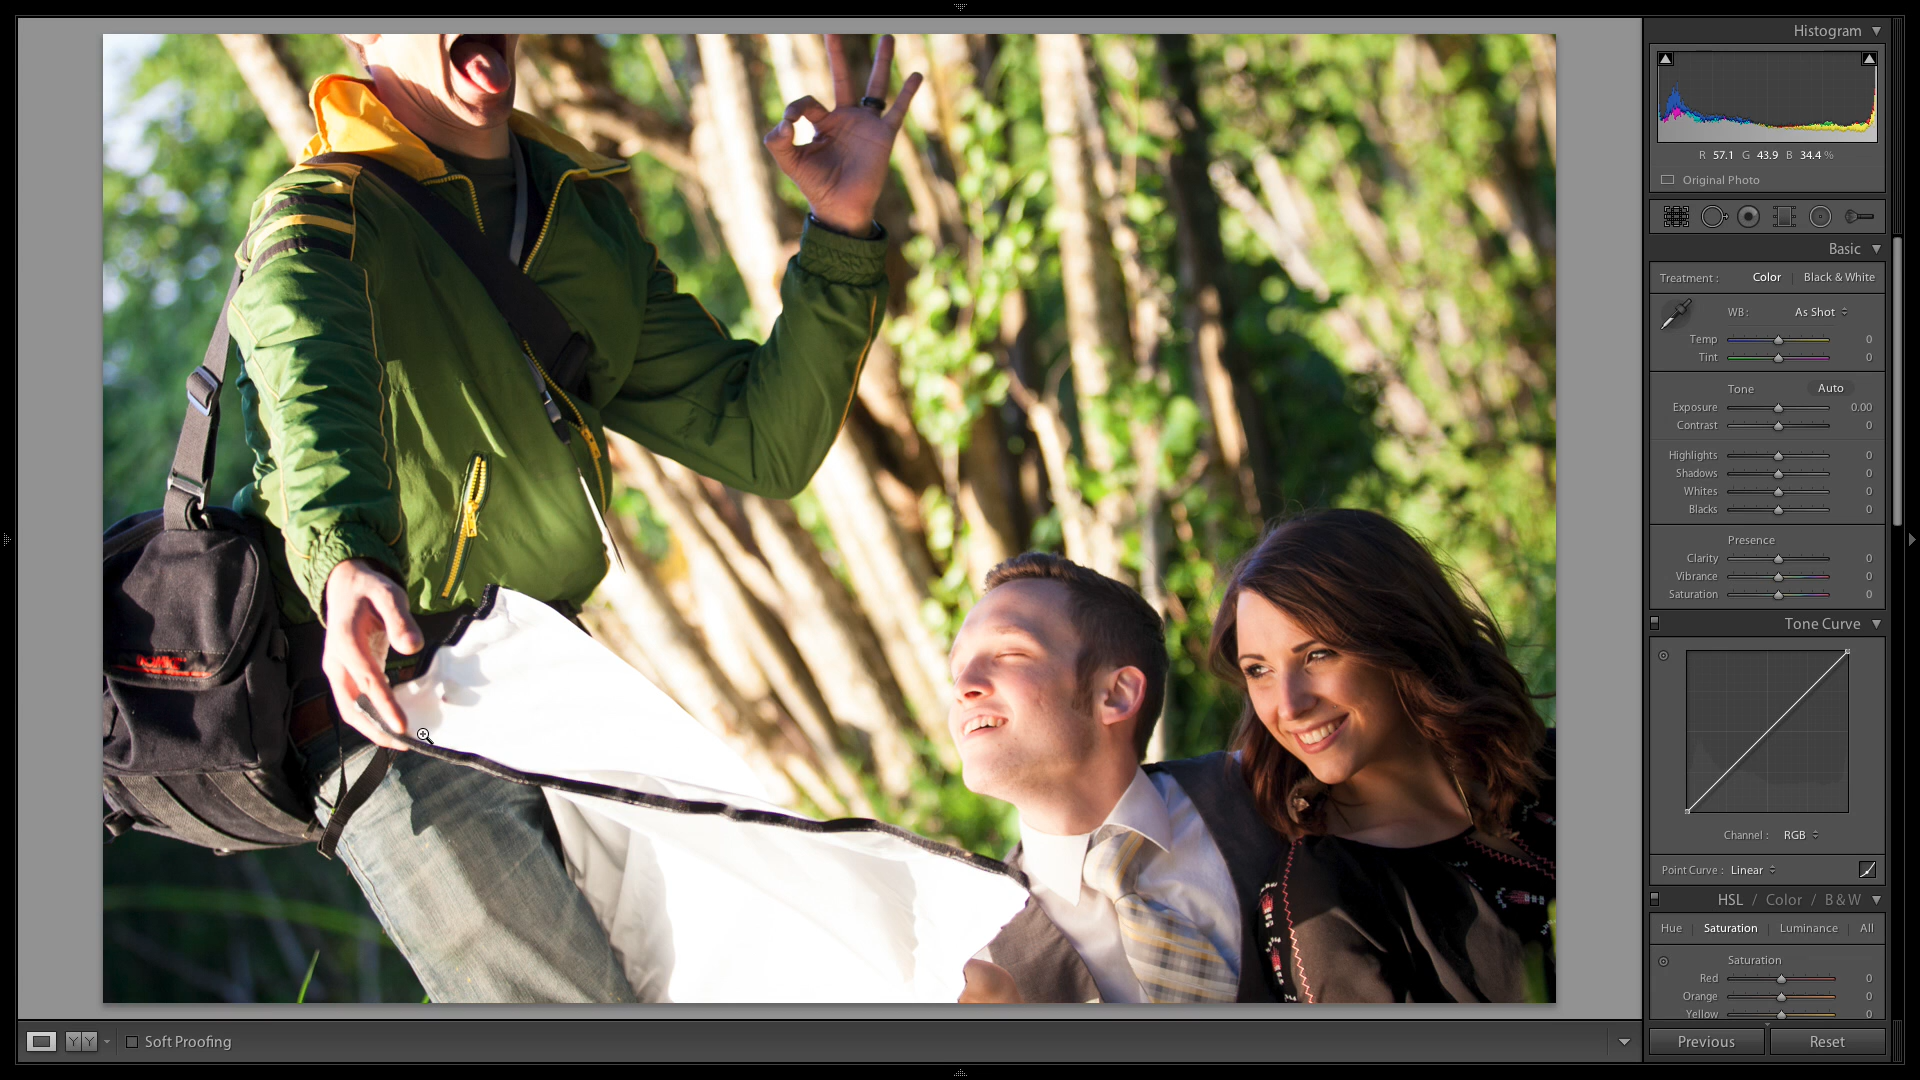 Histogram
R 57.1 G 43.9 B 34.4 %
Original Photo
Basic
Treatment : Color Black & White
WB : As Shot
Temp 0
Tint 0
Tone Auto
Exposure 0.00
Contrast 0
Highlights 0
Shadows 0
Whites 0
Blacks 0
Presence
Clarity 0
Vibrance 0
Saturation 0
Tone Curve
Channel : RGB
Point Curve : Linear
HSL / Color / B & W
Hue Saturation Luminance All
Saturation
Red 0
Orange 0
Yellow 0
Y Y Soft Proofing
Previous Reset